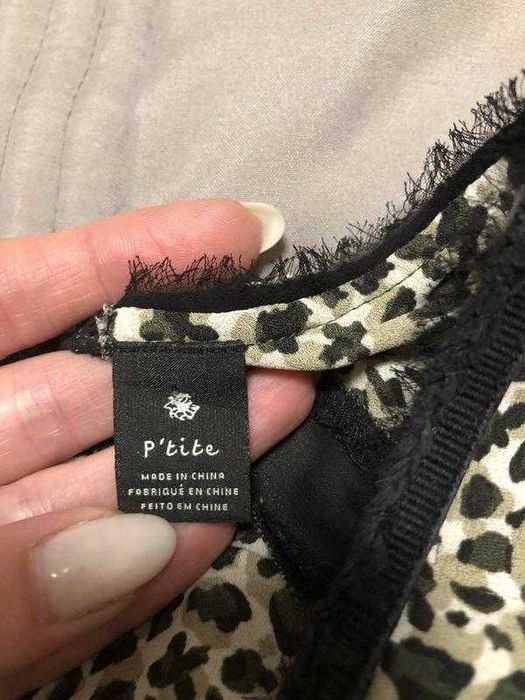 P'tite
MADE IN CHINA
FABRIQUÉ EN CHINE
FEITO EM CHINE